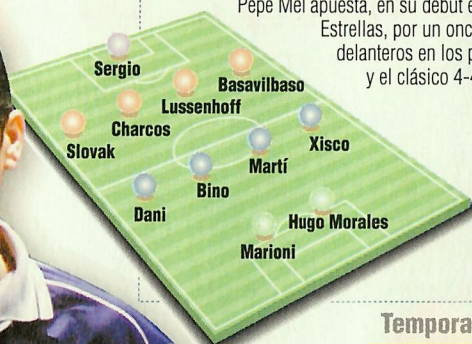 Pepe Mel apuesta, en su debut e
Estrellas, por un onc
delanteros en los p
y el clásico 4-4
Sergio
Basavilbaso
Lussenhoff
Charcos
Slovak
Xisco
Martí
Bino
Dani
Hugo Morales
Marioni
Tempora